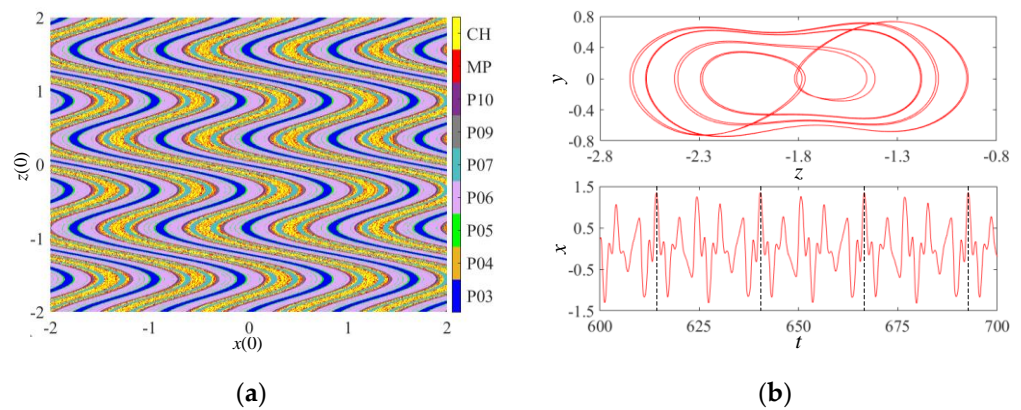 2
1
0
-1
-2
z(0)
-2
-1
0
1
2
x(0)
CH
MP
P10
P09
P07
P06
P05
P04
P03
(a)
0.8
0.4
0
-0.4
-0.8
y
-2.8
-2.3
-1.8
-1.3
-0.8
z
1.5
0.5
-0.5
-1.5
x
600
625
650
675
700
t
(b)